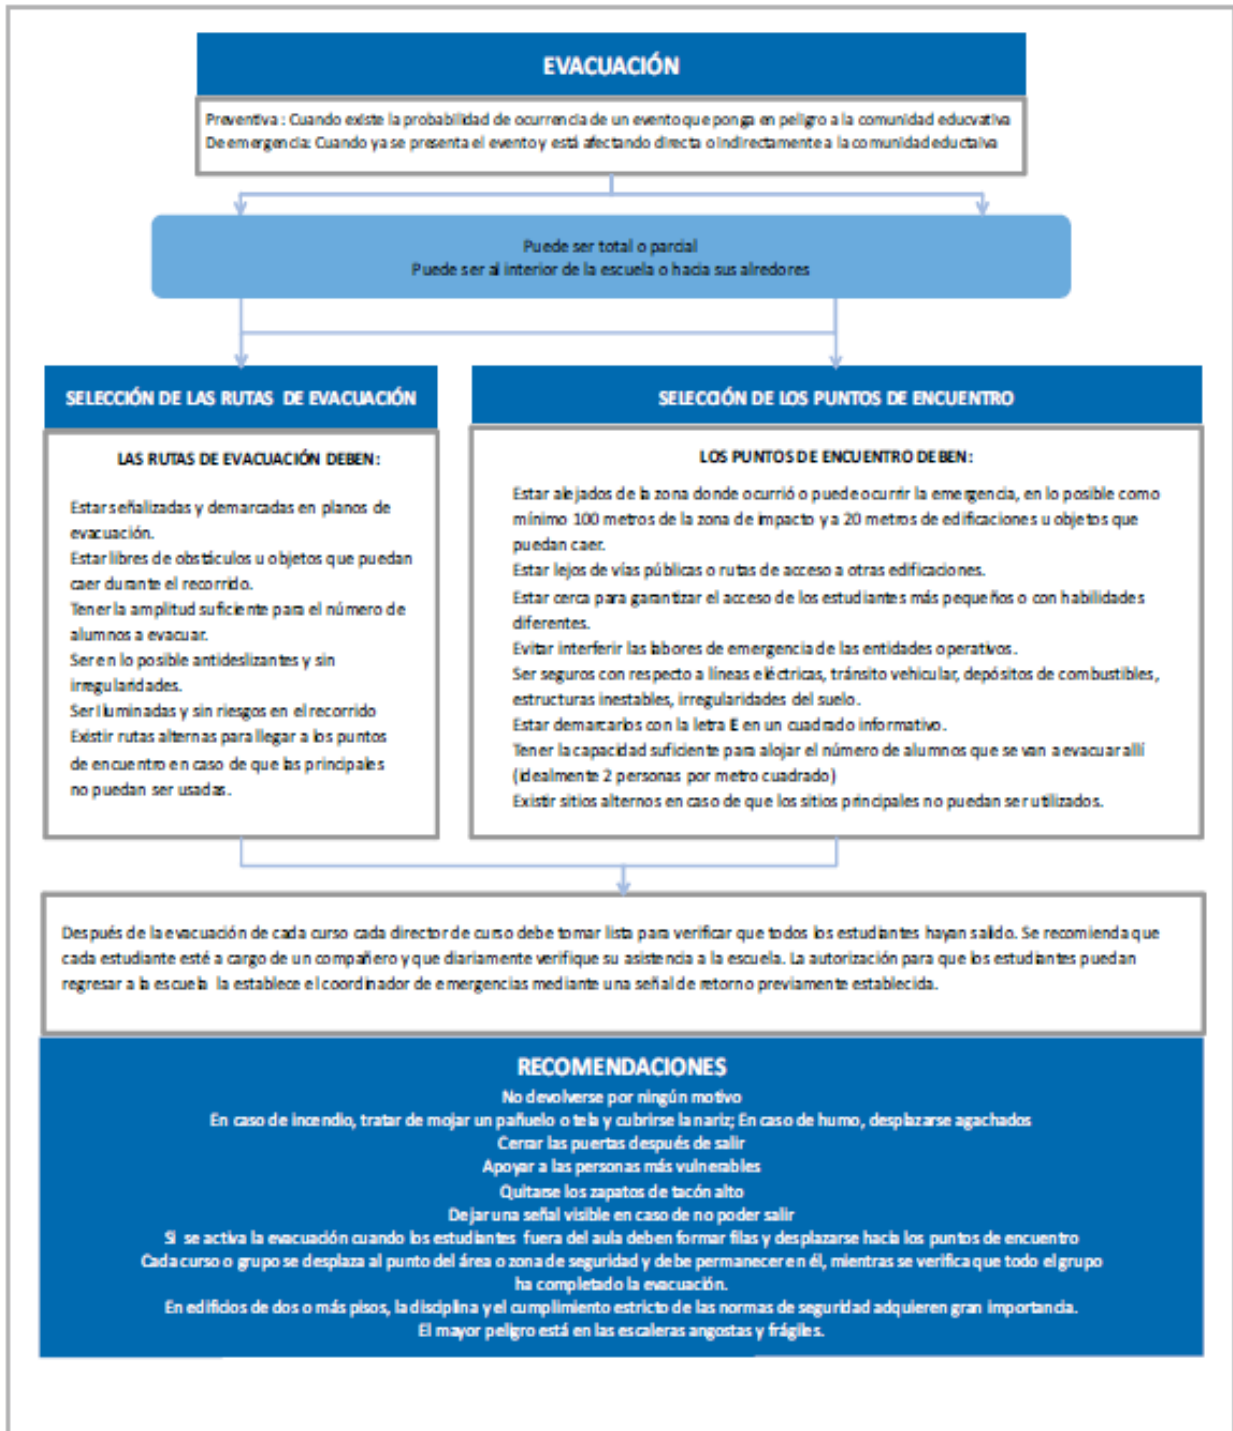 EVACUACIÓN
Preventiva : Cuando existe la probabilidad de ocurrencia de un evento que ponga en peligro a la comunidad educvativa
De emergencia: Cuando ya se presenta el evento y está afectando directa o indirectamente a la comunidad eductaiva
Puede ser total o parcial
Puede ser al interior de la escuela o hacia sus alredores
SELECCIÓN DE LAS RUTAS DE EVACUACIÓN
LAS RUTAS DE EVACUACIÓN DEBEN:
Estar señalizadas y demarcadas en planos de
evacuación.
Estar libres de obstáculos u objetos que puedan
caer durante el recorrido.
Tener la amplitud suficiente para el número de
alumnos a evacuar.
Ser en lo posible antideslizantes y sin
irregularidades.
Ser Iluminadas y sin riesgos en el recorrido
Existir rutas alternas para llegar a los puntos
de encuentro en caso de que las principales
no puedan ser usadas.
SELECCIÓN DE LOS PUNTOS DE ENCUENTRO
LOS PUNTOS DE ENCUENTRO DEBEN:
Estar alejados de la zona donde ocurrió o puede ocurrir la emergencia, en lo posible como
mínimo 100 metros de la zona de impacto y a 20 metros de edificaciones u objetos que
puedan caer.
Estar lejos de vías públicas o rutas de acceso a otras edificaciones.
Estar cerca para garantizar el acceso de los estudiantes más pequeños o con habilidades
diferentes.
Evitar interferir las labores de emergencia de las entidades operativos.
Ser seguros con respecto a líneas eléctricas, tránsito vehicular, depósitos de combustibles,
estructuras inestables, irregularidades del suelo.
Estar demarcarlos con la letra E en un cuadrado informativo.
Tener la capacidad suficiente para alojar el número de alumnos que se van a evacuar allí
(idealmente 2 personas por metro cuadrado)
Existir sitios alternos en caso de que los sitios principales no puedan ser utilizados.
Después de la evacuación de cada curso cada director de curso debe tomar lista para verificar que todos los estudiantes hayan salido. Se recomienda que
cada estudiante esté a cargo de un compañero y que diariamente verifique su asistencia a la escuela. La autorización para que los estudiantes puedan
regresar a la escuela la establece el coordinador de emergencias mediante una señal de retorno previamente establecida.
RECOMENDACIONES
No devolverse por ningún motivo
En caso de incendio, tratar de mojar un pañuelo o tela y cubrirse la nariz; En caso de humo, desplazarse agachados
Cerrar las puertas después de salir
Apoyar a las personas más vulnerables
Quitarse los zapatos de tacón alto
Dejar una señal visible en caso de no poder salir
Si se activa la evacuación cuando los estudiantes fuera del aula deben formar filas y desplazarse hacia los puntos de encuentro
Cada curso o grupo se desplaza al punto del área o zona de seguridad y debe permanecer en él, mientras se verifica que todo el grupo
ha completado la evacuación.
En edificios de dos o más pisos, la disciplina y el cumplimiento estricto de las normas de seguridad adquieren gran importancia.
El mayor peligro está en las escaleras angostas y frágiles.